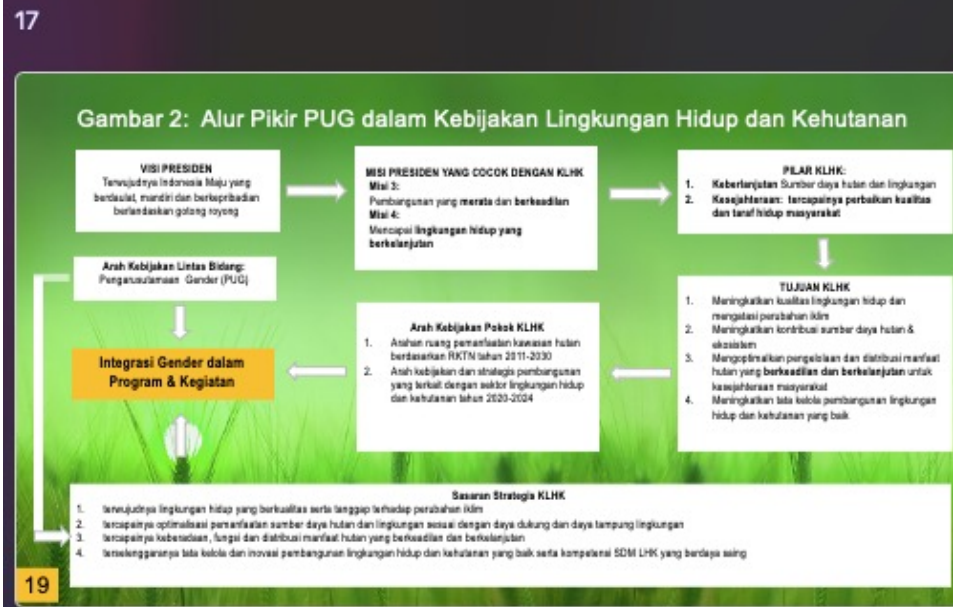 17
Gambar 2: Alur Pikir PUG dalam Kebijakan Lingkungan Hidup dan Kehutanan
VISI PRESIDEN
Terwujudnya Indonesia Maju yang
berdaulat, mandiri dan berkepribadian
berlandaskan gotong royong
MISI PRESIDEN YANG COCOK DENGAN KLHK
Misi 3:
Pembangunan yang merata dan berkeadilan
Misi 4:
Mencapai lingkungan hidup yang
berkelanjutan
PILAR KLHK:
1. Keberlanjutan Sumber daya hutan dan lingkungan
2. Kesejahteraan: tercapainya perbaikan kualitas
dan taraf hidup masyarakat
Arah Kebijakan Lintas Bidang:
Pengarusutamaan Gender (PUG)
Integrasi Gender dalam
Program & Kegiatan
Arah Kebijakan Pokok KLHK
1. Arahan ruang pemanfaatan kawasan hutan
berdasarkan RKTN tahun 2011-2030
2. Arah kebijakan dan strategis pembangunan
yang terkait dengan sektor lingkungan hidup
dan kehutanan tahun 2020-2024
TUJUAN KLHK
1. Meningkatkan kualitas lingkungan hidup dan
mengatasi perubahan iklim
2. Meningkatkan kontribusi sumber daya hutan &
ekosistem
3. Mengoptimalkan pengelolaan dan distribusi manfaat
hutan yang berkeadilan dan berkelanjutan untuk
kesejahteraan masyarakat
4. Meningkatkan tata kelola pembangunan lingkungan
hidup dan kehutanan yang baik
Sasaran Strategis KLHK
1. terwujudnya lingkungan hidup yang berkualitas serta tanggap terhadap perubahan iklim
2. tercapainya optimalisasi pemanfaatan sumber daya hutan dan lingkungan sesuai dengan daya dukung dan daya tampung lingkungan
3. tercapainya keberadaan, fungsi dan distribusi manfaat hutan yang berkeadilan dan berkelanjutan
4. terselenggaranya tata kelola dan inovasi pembangunan lingkungan hidup dan kehutanan yang baik serta kompetensi SDM LHK yang berdaya saing
19